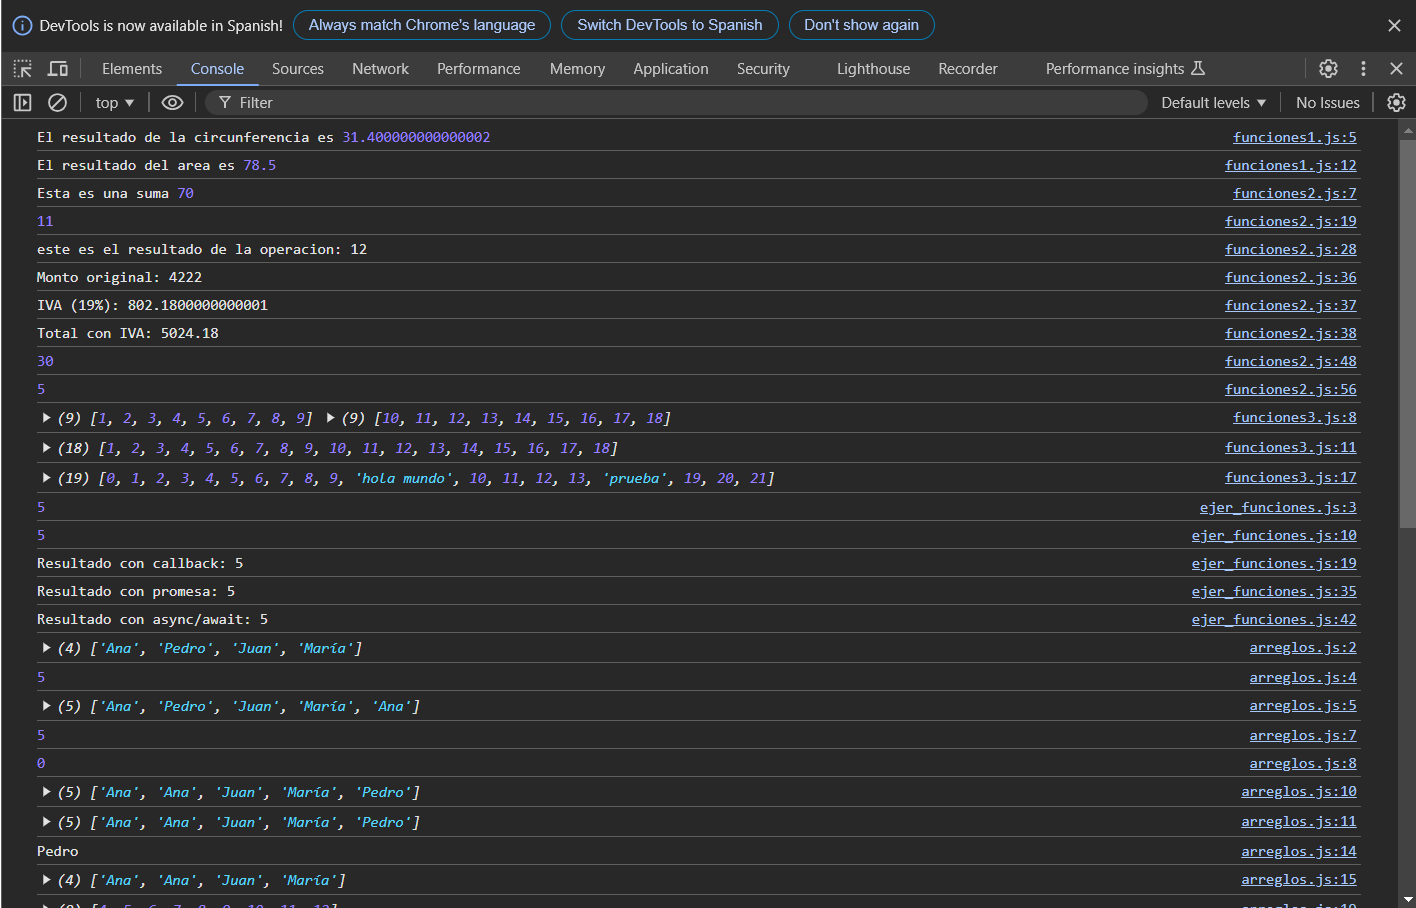 DevTools is now available in Spanish! Always match Chrome's language Switch DevTools to Spanish Don't show again
Elements Console Sources Network Performance Memory Application Security Lighthouse Recorder Performance insights
top Filter Default levels No Issues
El resultado de la circunferencia es 31.400000000000002 funciones1.js:5
El resultado del area es 78.5 funciones1.js:12
Esta es una suma 70 funciones2.js:7
11 funciones2.js:19
este es el resultado de la operacion: 12 funciones2.js:28
Monto original: 4222 funciones2.js:36
IVA (19%): 802.1800000000001 funciones2.js:37
Total con IVA: 5024.18 funciones2.js:38
30 funciones2.js:48
5 funciones2.js:56
(9) [1, 2, 3, 4, 5, 6, 7, 8, 9] (9) [10, 11, 12, 13, 14, 15, 16, 17, 18] funciones3.js:8
(18) [1, 2, 3, 4, 5, 6, 7, 8, 9, 10, 11, 12, 13, 14, 15, 16, 17, 18] funciones3.js:11
(19) [0, 1, 2, 3, 4, 5, 6, 7, 8, 9, 'hola mundo', 10, 11, 12, 13, 'prueba', 19, 20, 21] funciones3.js:17
5 ejer_funciones.js:3
5 ejer_funciones.js:10
Resultado con callback: 5 ejer_funciones.js:19
Resultado con promesa: 5 ejer_funciones.js:35
Resultado con async/await: 5 ejer_funciones.js:42
(4) ['Ana', 'Pedro', 'Juan', 'María'] arreglos.js:2
5 arreglos.js:4
(5) ['Ana', 'Pedro', 'Juan', 'María', 'Ana'] arreglos.js:5
5 arreglos.js:7
0 arreglos.js:8
(5) ['Ana', 'Ana', 'Juan', 'María', 'Pedro'] arreglos.js:10
(5) ['Ana', 'Ana', 'Juan', 'María', 'Pedro'] arreglos.js:11
Pedro arreglos.js:14
(4) ['Ana', 'Ana', 'Juan', 'María'] arreglos.js:15